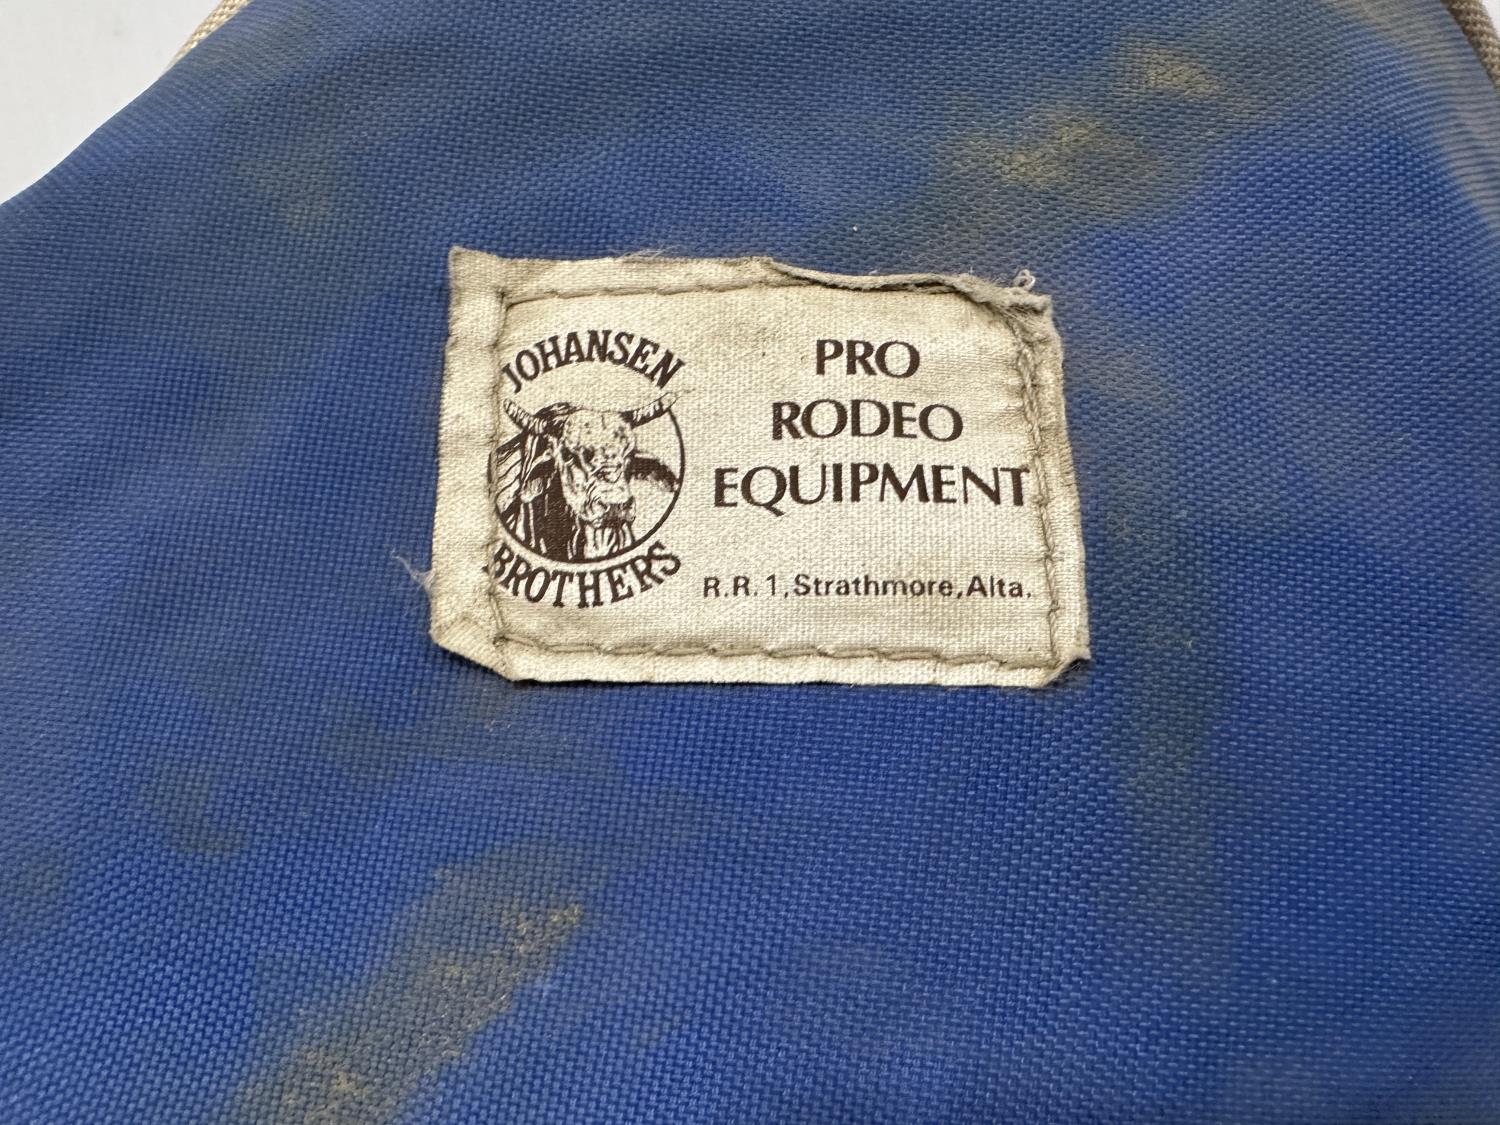 JOHANSEN
BROTHERS
PRO
RODEO
EQUIPMENT
R.R. 1, Strathmore, Alta.